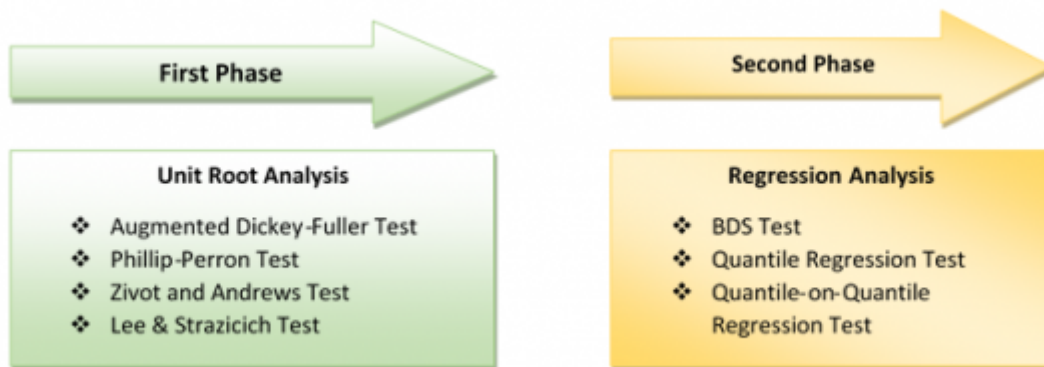 First Phase
Unit Root Analysis
❖ Augmented Dickey-Fuller Test
❖ Phillip-Perron Test
❖ Zivot and Andrews Test
❖ Lee & Strazicich Test
Second Phase
Regression Analysis
❖ BDS Test
❖ Quantile Regression Test
❖ Quantile-on-Quantile
Regression Test